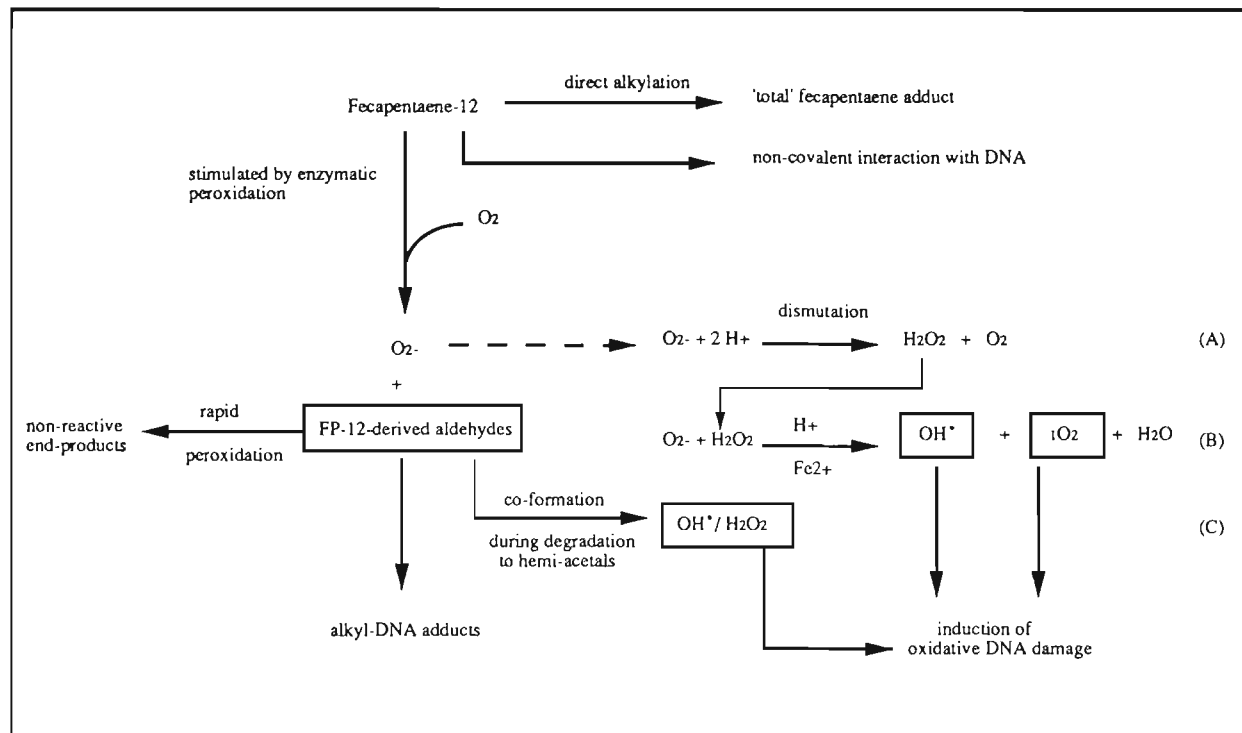 direct alkylation
Fecapentaene-12
'total' fecapentaene adduct
non-covalent interaction with DNA
stimulated by enzymatic
peroxidation
O2
dismutation
O2- O2- + 2 H+ H2O2 + O2 (A)
+
non-reactive
end-products
rapid
peroxidation
FP-12-derived aldehydes
O2- + H2O2 H+ OH• + 1O2 + H2O (B)
Fe2+
co-formation
during degradation
to hemi-acetals
OH•/ H2O2 (C)
alkyl-DNA adducts
induction of
oxidative DNA damage